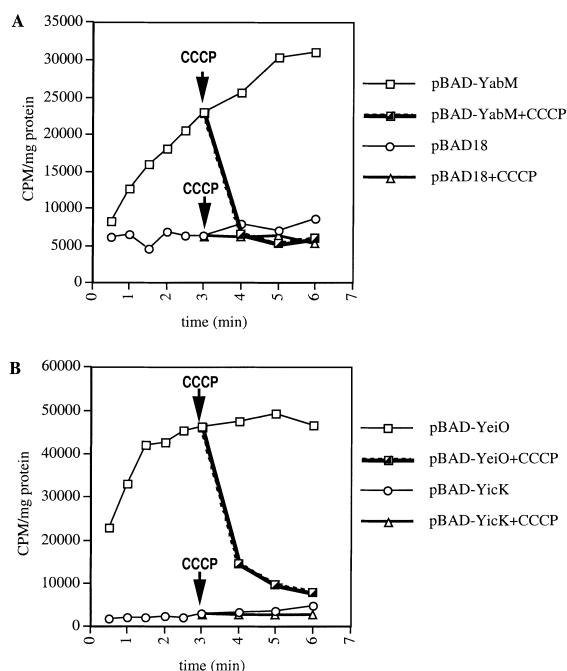 A
35000
30000
25000
20000
15000
10000
5000
0
CPM/mg protein
CCCP
CCCP
0 1 2 3 4 5 6 7
time (min)
pBAD-YabM
pBAD-YabM+CCCP
pBAD18
pBAD18+CCCP
B
60000
50000
40000
30000
20000
10000
0
CPM/mg protein
CCCP
CCCP
0 1 2 3 4 5 6 7
time (min)
pBAD-YeiO
pBAD-YeiO+CCCP
pBAD-YicK
pBAD-YicK+CCCP